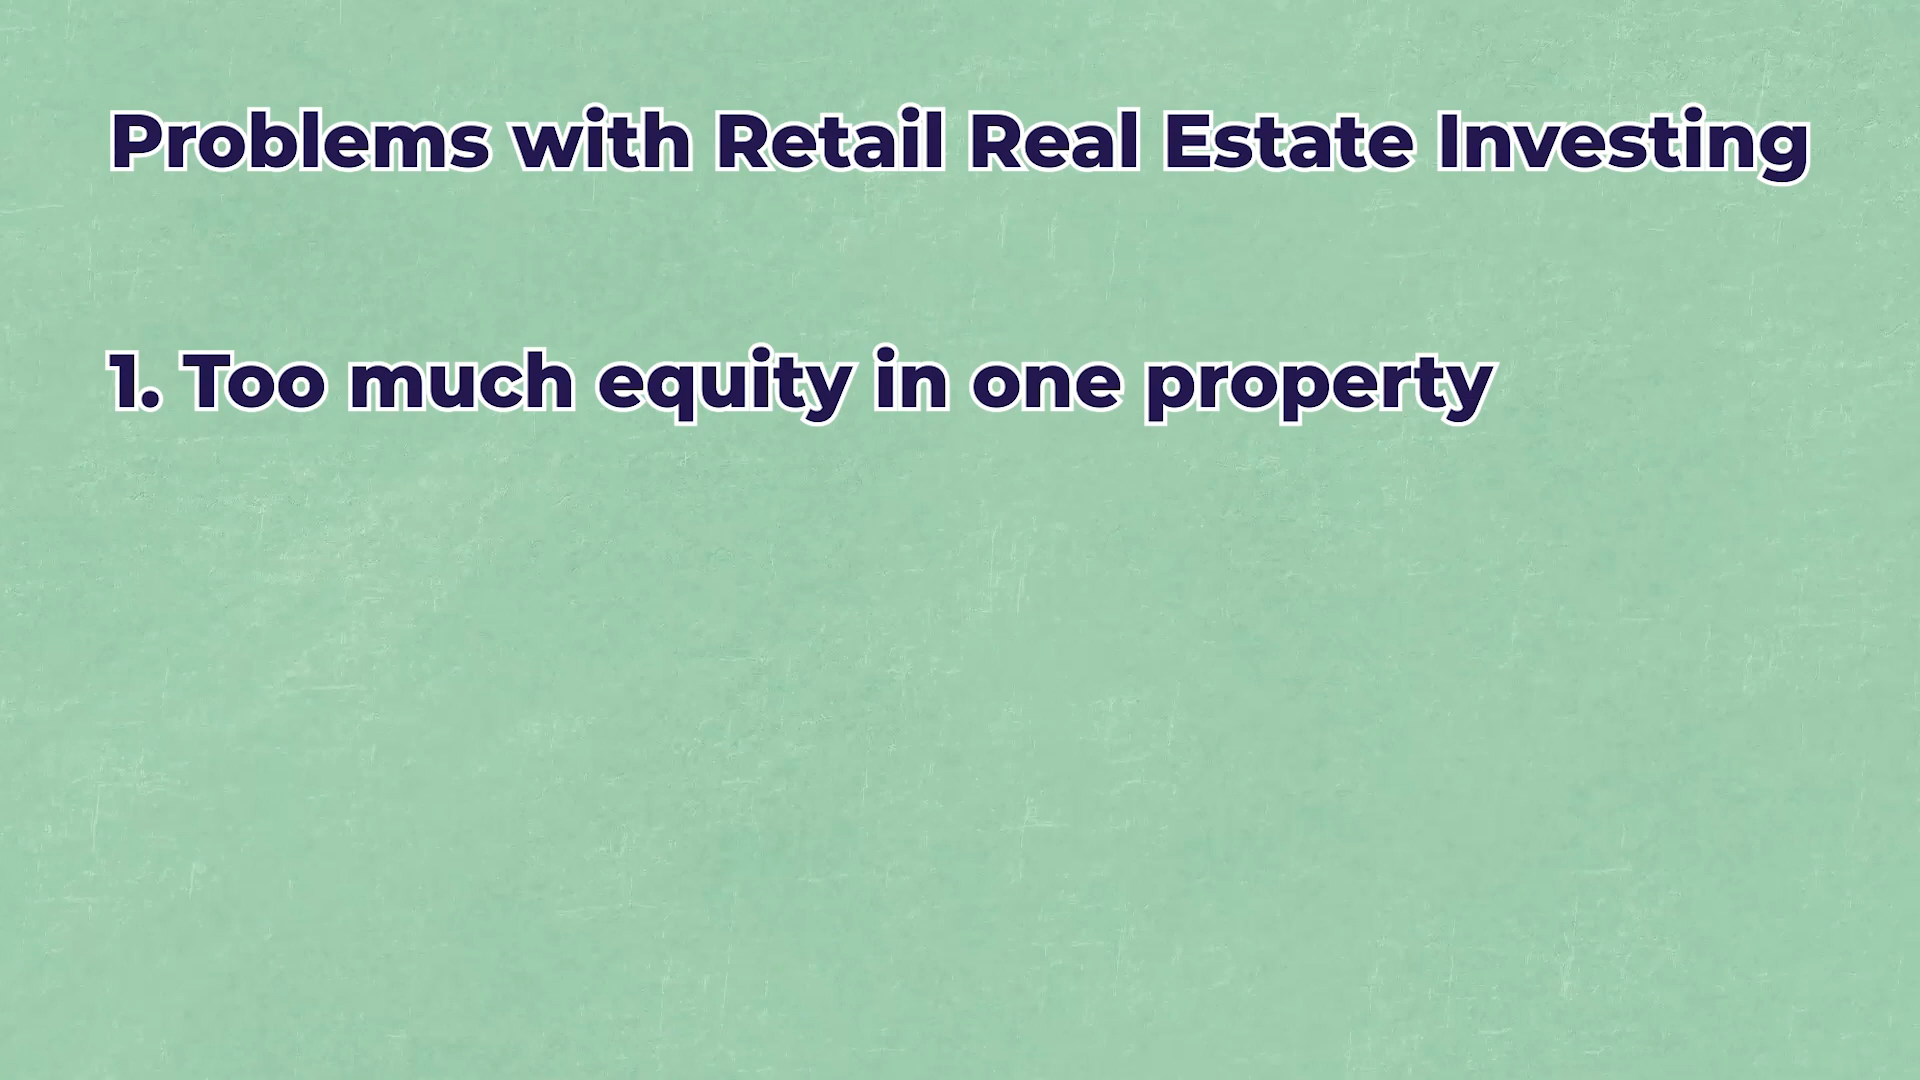 Problems with Retail Real Estate Investing
1. Too much equity in one property